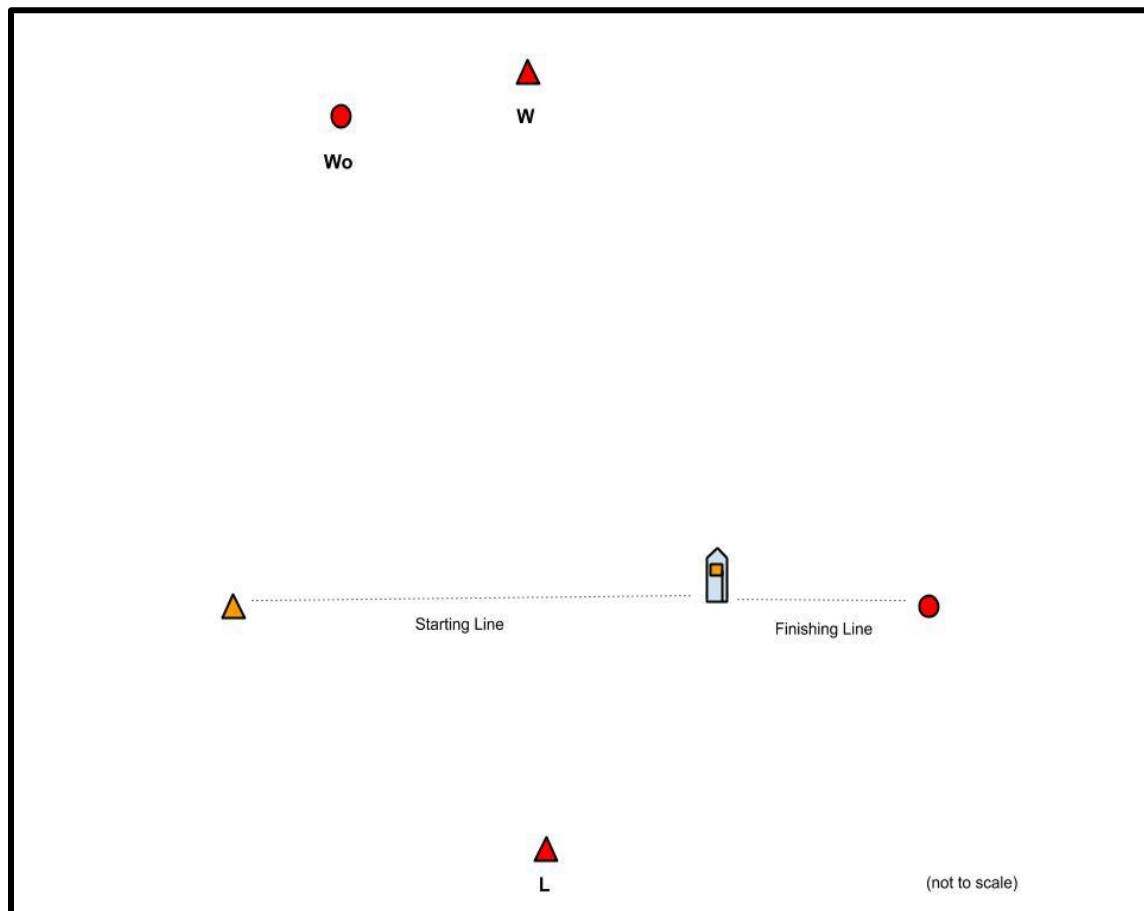 W
Wo
Starting Line
Finishing Line
L
(not to scale)